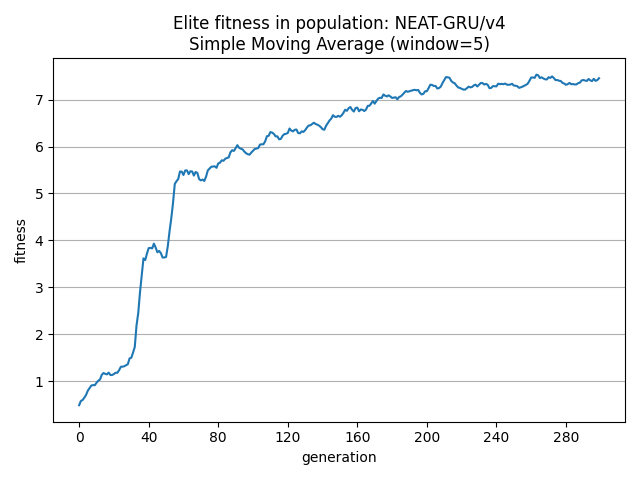 Elite fitness in population: NEAT-GRU/v4
Simple Moving Average (window=5)
fitness
7
6
5
4
3
2
1
0 40 80 120 160 200 240 280
generation